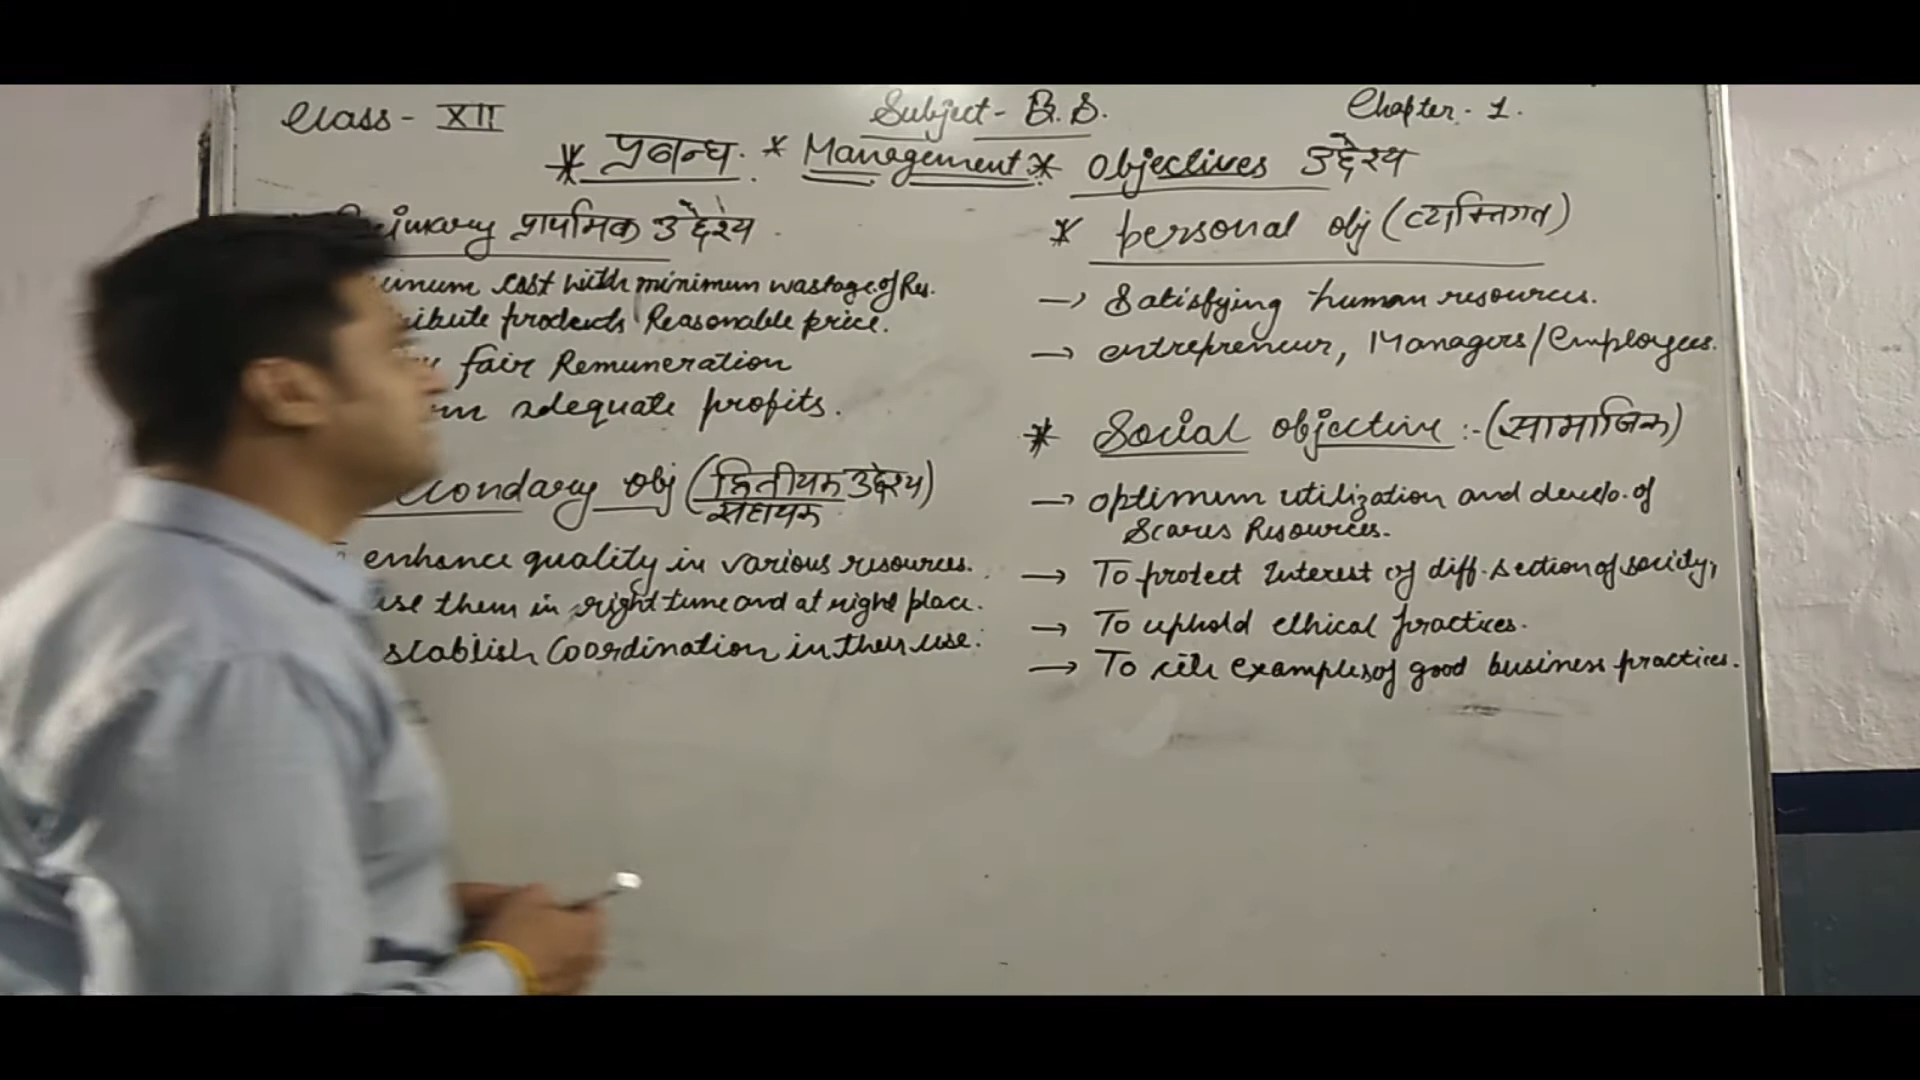 Class - XII
Subject - B.S.
Chapter - 1.
* प्रबन्ध. * Management * Objectives उद्देश्य
प्राथमिक उद्देश्य
cost with minimum wastage of Res.
products Reasonable price.
fair Remuneration
adequate profits.
obj (द्वितीयक उद्देश्य)
सहायक
enhance quality in various resources.
them in right time and at right place.
Coordination in their use.
* personal obj (व्यक्तिगत)
→ Satisfying human resources.
→ entrepreneur, Managers/Employees.
* Social objective :- (सामाजिक)
→ optimum utilization and develo. of
Scares Resources.
→ To protect Interest of diff. section of society,
→ To uphold ethical practices.
→ To cite examples of good business practices.